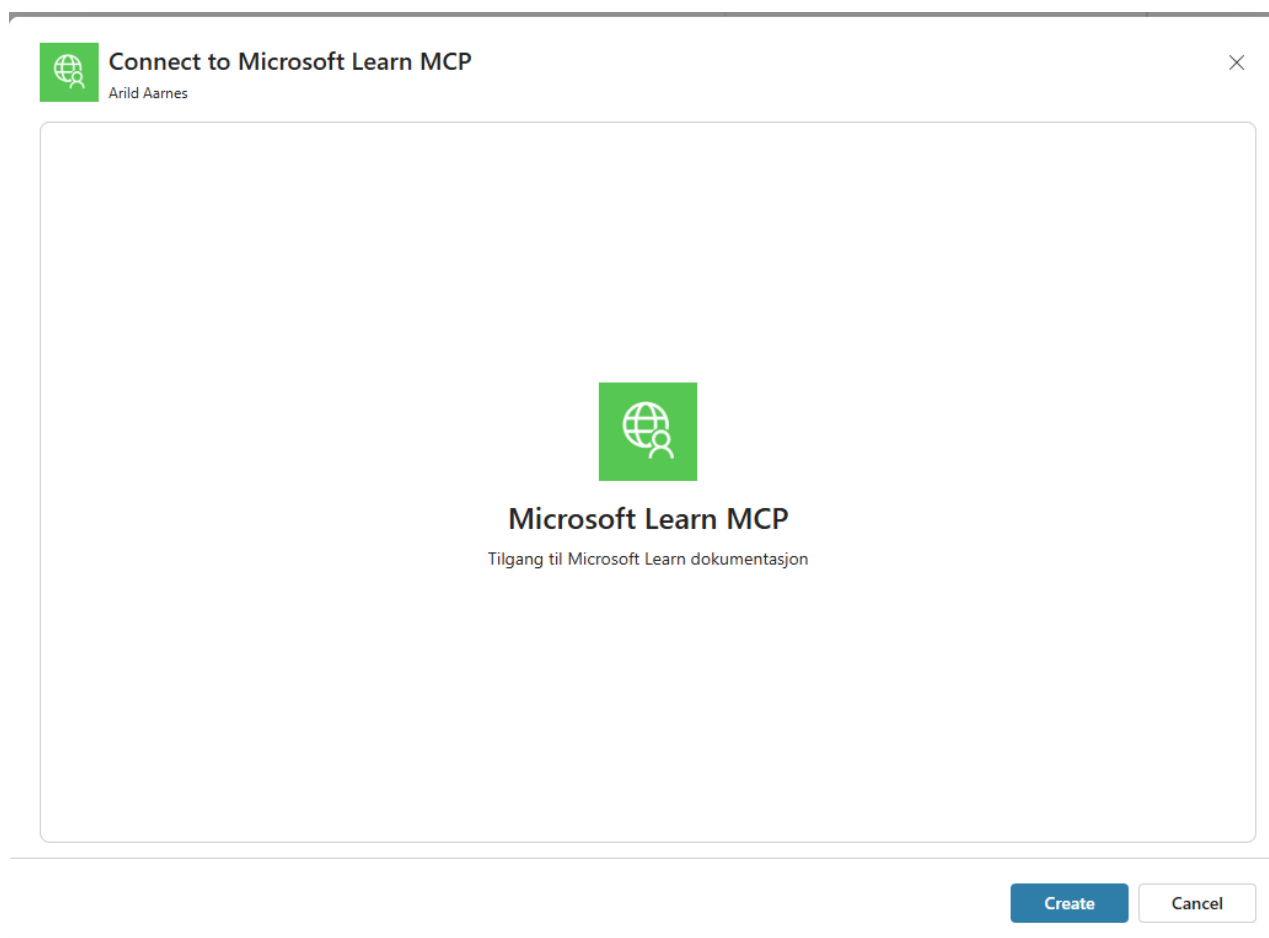 Connect to Microsoft Learn MCP
Arild Aarnes
Microsoft Learn MCP
Tilgang til Microsoft Learn dokumentasjon
Create
Cancel